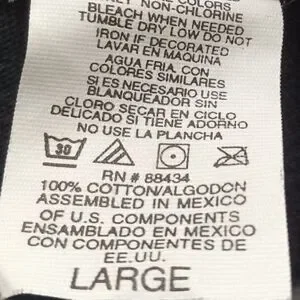 COLORS
NON-CHLORINE
BLEACH WHEN NEEDED
TUMBLE DRY LOW DO NOT
IRON IF DECORATED
LAVAR EN MAQUINA
AGUA FRIA CON
COLORES SIMILARES
SI ES NECESARIO USE
BLANQUEADOR SIN
CLORO SECAR EN CICLO
DELICADO SI TIENE ADORNO
NO USE LA PLANCHA
30
RN # 88434
100% COTTON/ALGODON
ASSEMBLED IN MEXICO
OF U.S. COMPONENTS
ENSAMBLADO EN MEXICO
CON COMPONENTES DE
EE.UU.
LARGE